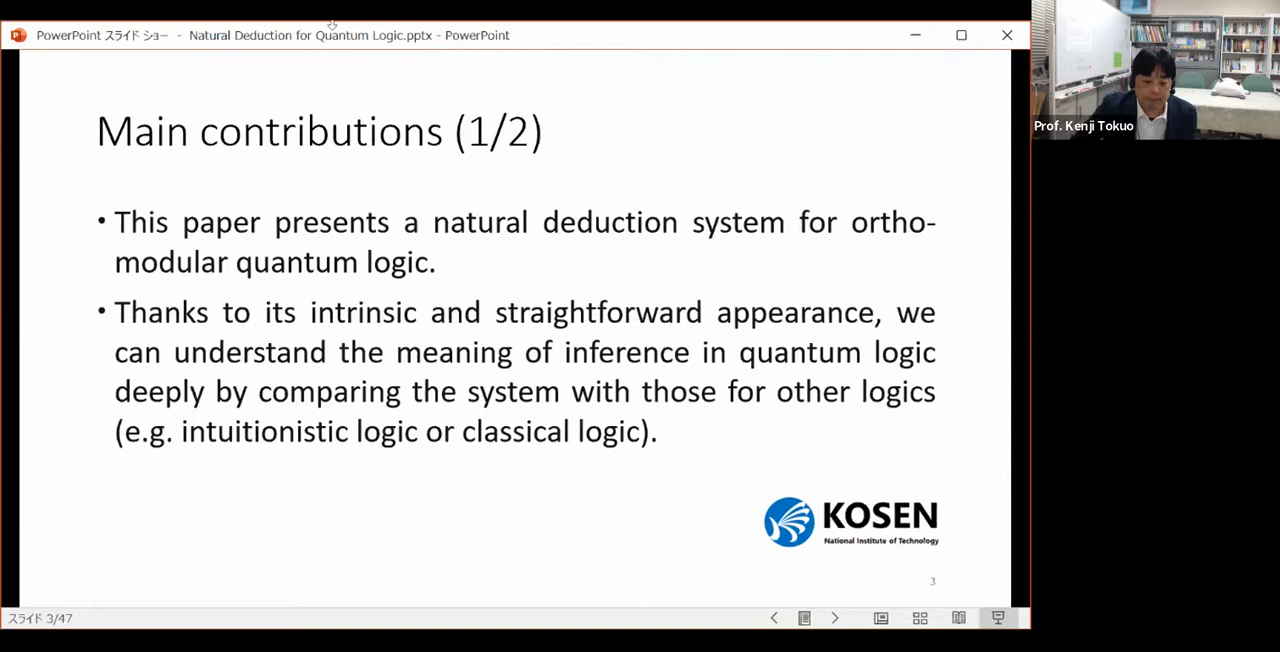 PowerPoint スライド ショー - Natural Deduction for Quantum Logic.pptx - PowerPoint
Prof. Kenji Tokuo
Main contributions (1/2)
• This paper presents a natural deduction system for ortho-
modular quantum logic.
• Thanks to its intrinsic and straightforward appearance, we
can understand the meaning of inference in quantum logic
deeply by comparing the system with those for other logics
(e.g. intuitionistic logic or classical logic).
KOSEN
National Institute of Technology
3
スライド 3/47